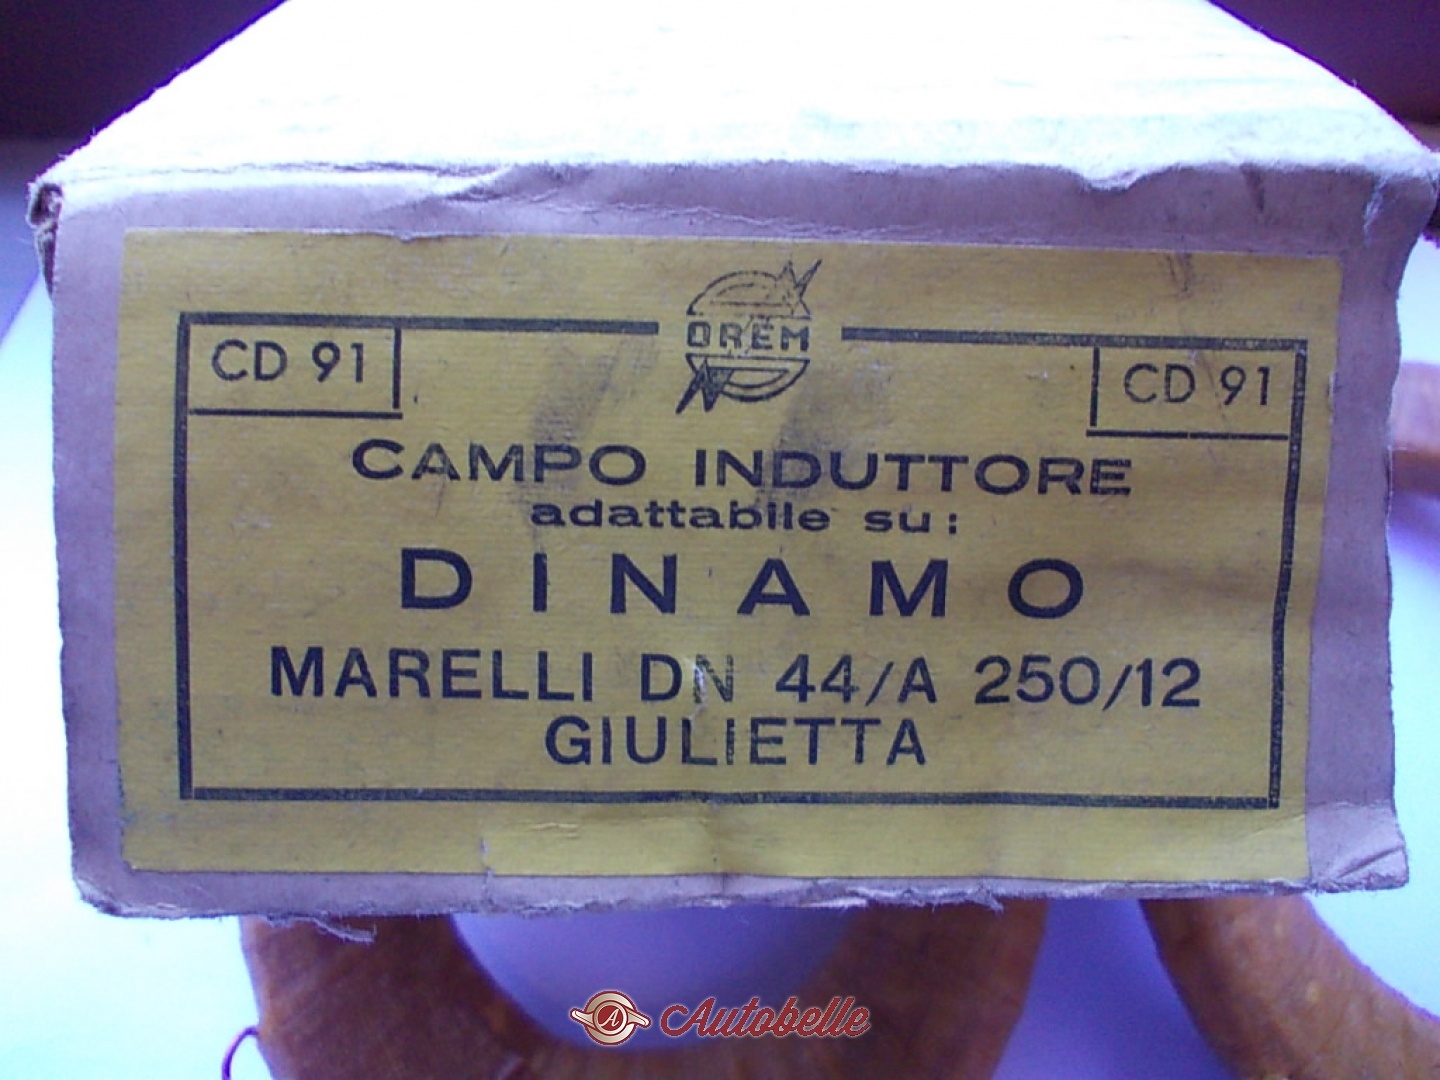 OREM
CD 91
CD 91
CAMPO INDUTTORE
adattabile su:
DINAMO
MARELLI DN 44/A 250/12
GIULIETTA
A Autobelle